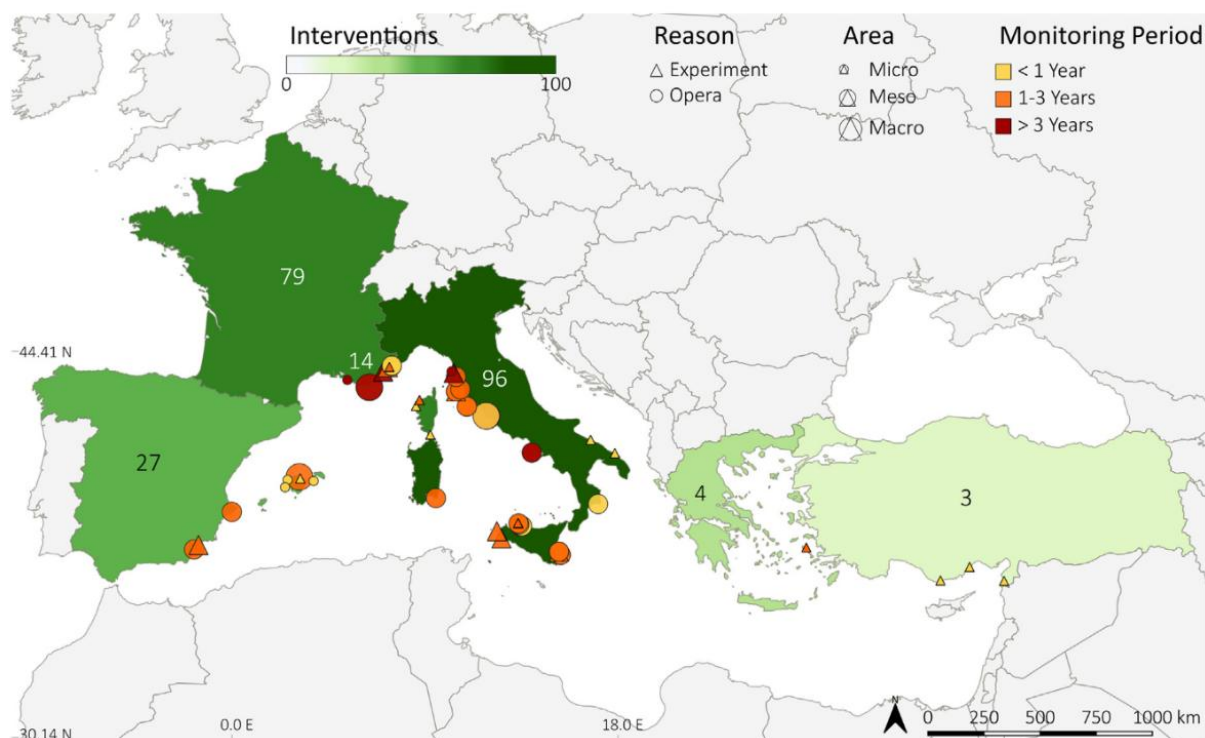 Interventions
0
100
Reason
Experiment
Opera
Area
Micro
Meso
Macro
Monitoring Period
< 1 Year
1-3 Years
> 3 Years
79
44.41 N
14
96
27
4
3
30.14 N
0.0 E
18.0 E
N
0 250 500 750 1000 km